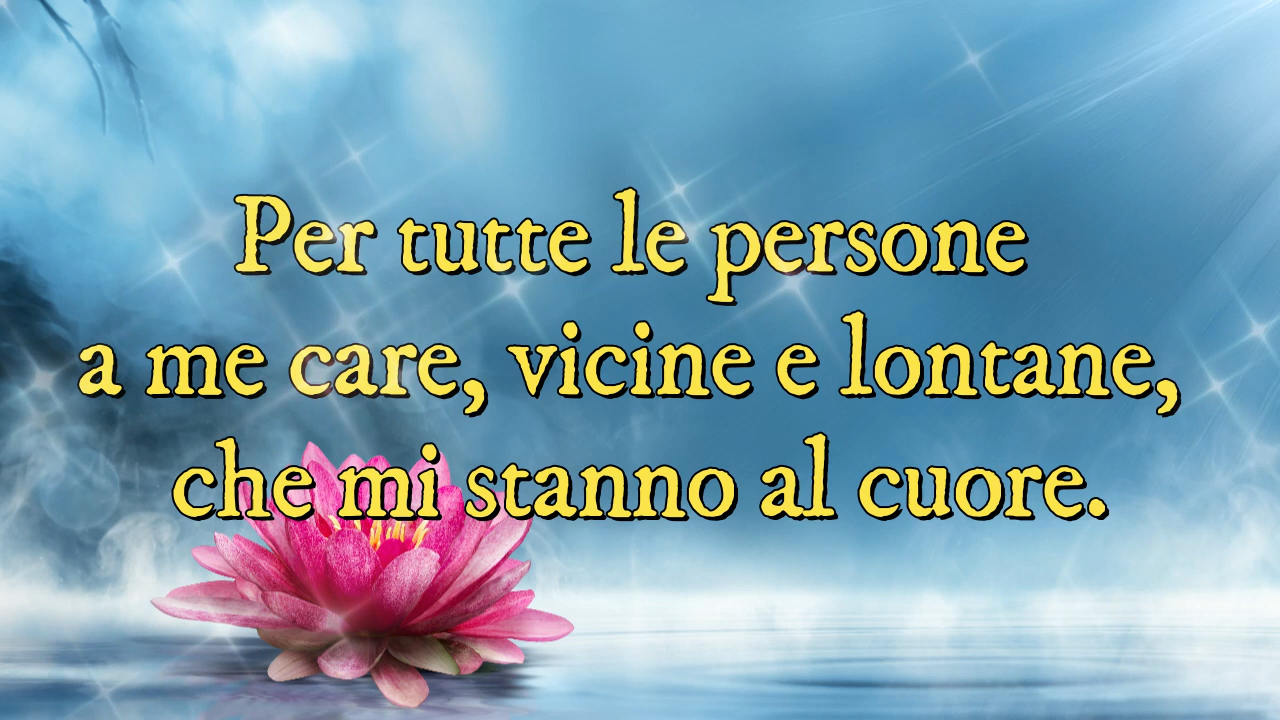 Per tutte le persone
a me care, vicine e lontane,
che mi stanno al cuore.